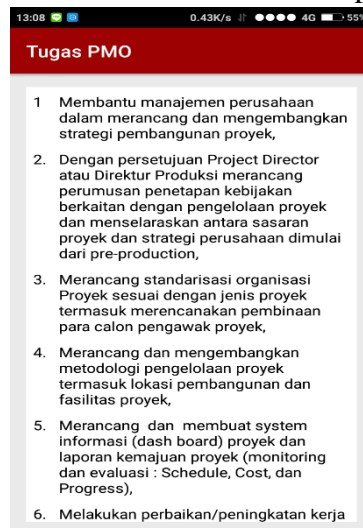 13:08 0.43K/s 4G 55%
Tugas PMO
1 Membantu manajemen perusahaan
dalam merancang dan mengembangkan
strategi pembangunan proyek,
2. Dengan persetujuan Project Director
atau Direktur Produksi merancang
perumusan penetapan kebijakan
berkaitan dengan pengelolaan proyek
dan menselaraskan antara sasaran
proyek dan strategi perusahaan dimulai
dari pre-production,
3. Merancang standarisasi organisasi
Proyek sesuai dengan jenis proyek
termasuk merencanakan pembinaan
para calon pengawak proyek,
4. Merancang dan mengembangkan
metodologi pengelolaan proyek
termasuk lokasi pembangunan dan
fasilitas proyek,
5. Merancang dan membuat system
informasi (dash board) proyek dan
laporan kemajuan proyek (monitoring
dan evaluasi : Schedule, Cost, dan
Progress),
6. Melakukan perbaikan/peningkatan kerja